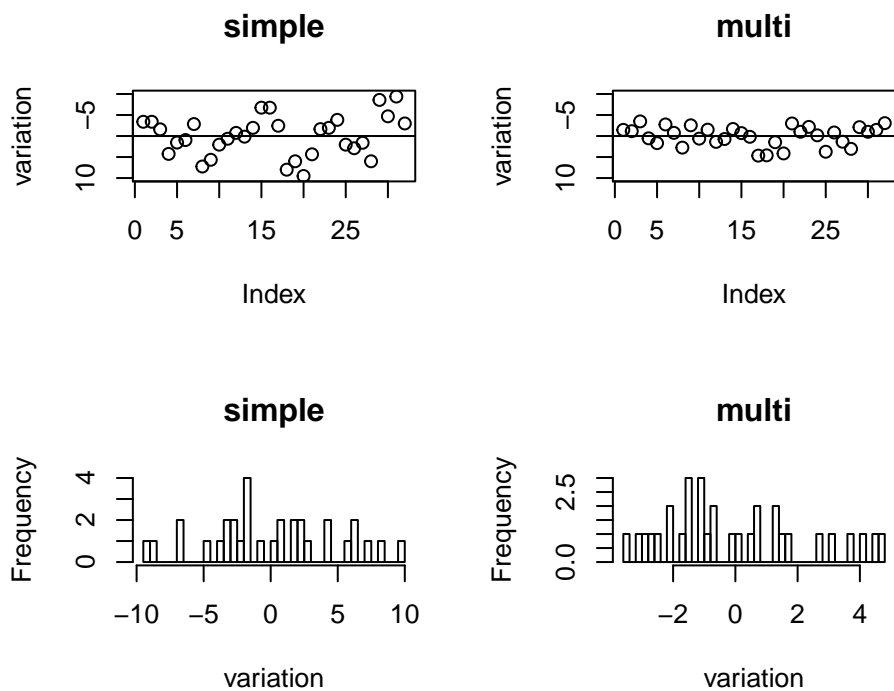 simple
variation
−5
10
0 5 15 25
Index
multi
variation
−5
10
0 5 15 25
Index
simple
Frequency
4
2
0
−10 −5 0 5 10
variation
multi
Frequency
2.5
0.0
−2 0 2 4
variation